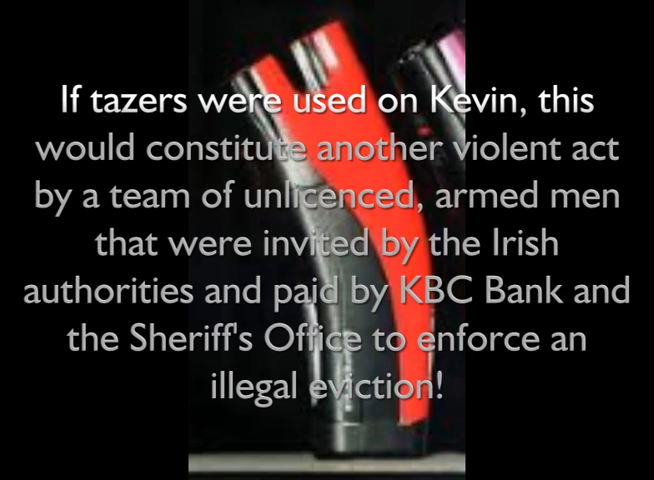 If tazers were used on Kevin, this
would constitute another violent act
by a team of unlicenced, armed men
that were invited by the Irish
authorities and paid by KBC Bank and
the Sheriff's Office to enforce an
illegal eviction!